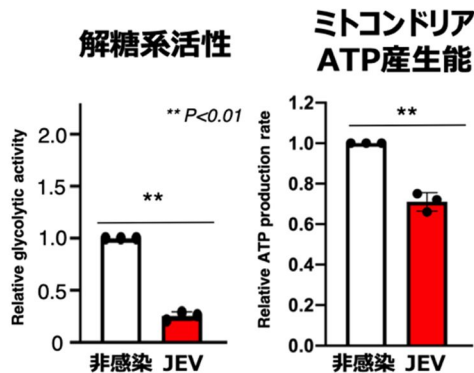 解糖系活性
** P<0.01
Relative glycolytic activity
2.0
1.5
1.0
0.5
0
**
非感染 JEV
ミトコンドリア
ATP産生能
Relative ATP production rate
1.2
1.0
0.8
0.6
0.4
0.2
0.0
**
非感染 JEV